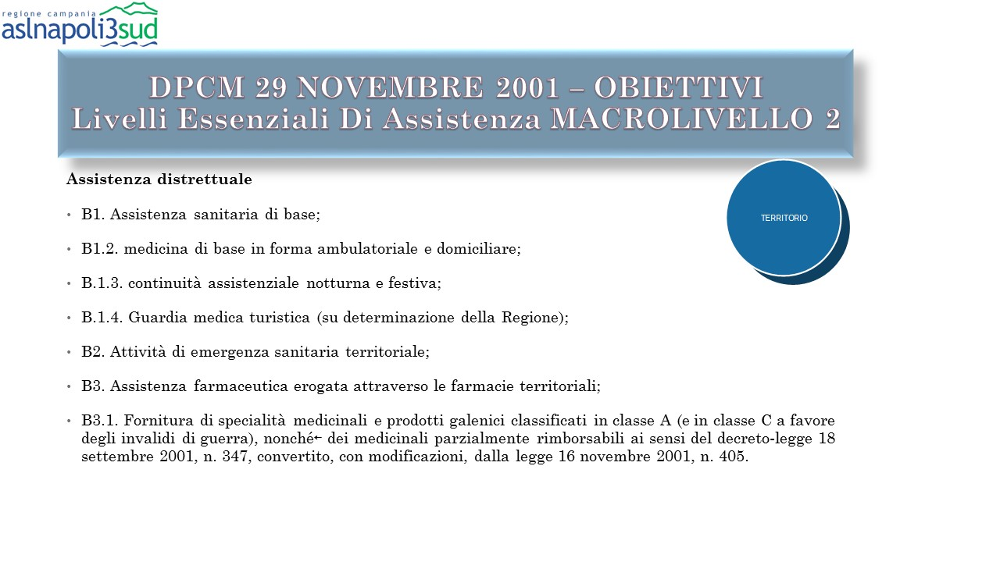 regione campania
aslnapoli3sud
DPCM 29 NOVEMBRE 2001 – OBIETTIVI
Livelli Essenziali Di Assistenza MACROLIVELLO 2
Assistenza distrettuale
TERRITORIO
• B1. Assistenza sanitaria di base;
• B1.2. medicina di base in forma ambulatoriale e domiciliare;
• B.1.3. continuità assistenziale notturna e festiva;
• B.1.4. Guardia medica turistica (su determinazione della Regione);
• B2. Attività di emergenza sanitaria territoriale;
• B3. Assistenza farmaceutica erogata attraverso le farmacie territoriali;
• B3.1. Fornitura di specialità medicinali e prodotti galenici classificati in classe A (e in classe C a favore
degli invalidi di guerra), nonché← dei medicinali parzialmente rimborsabili ai sensi del decreto-legge 18
settembre 2001, n. 347, convertito, con modificazioni, dalla legge 16 novembre 2001, n. 405.